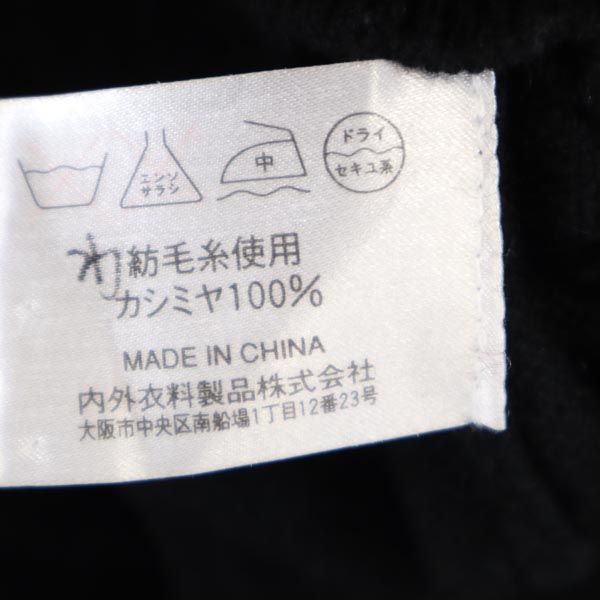 エンソ
サラシ
中
ドライ
セキユ系
紡毛糸使用
カシミヤ100%
MADE IN CHINA
内外衣料製品株式会社
大阪市中央区南船場1丁目12番23号